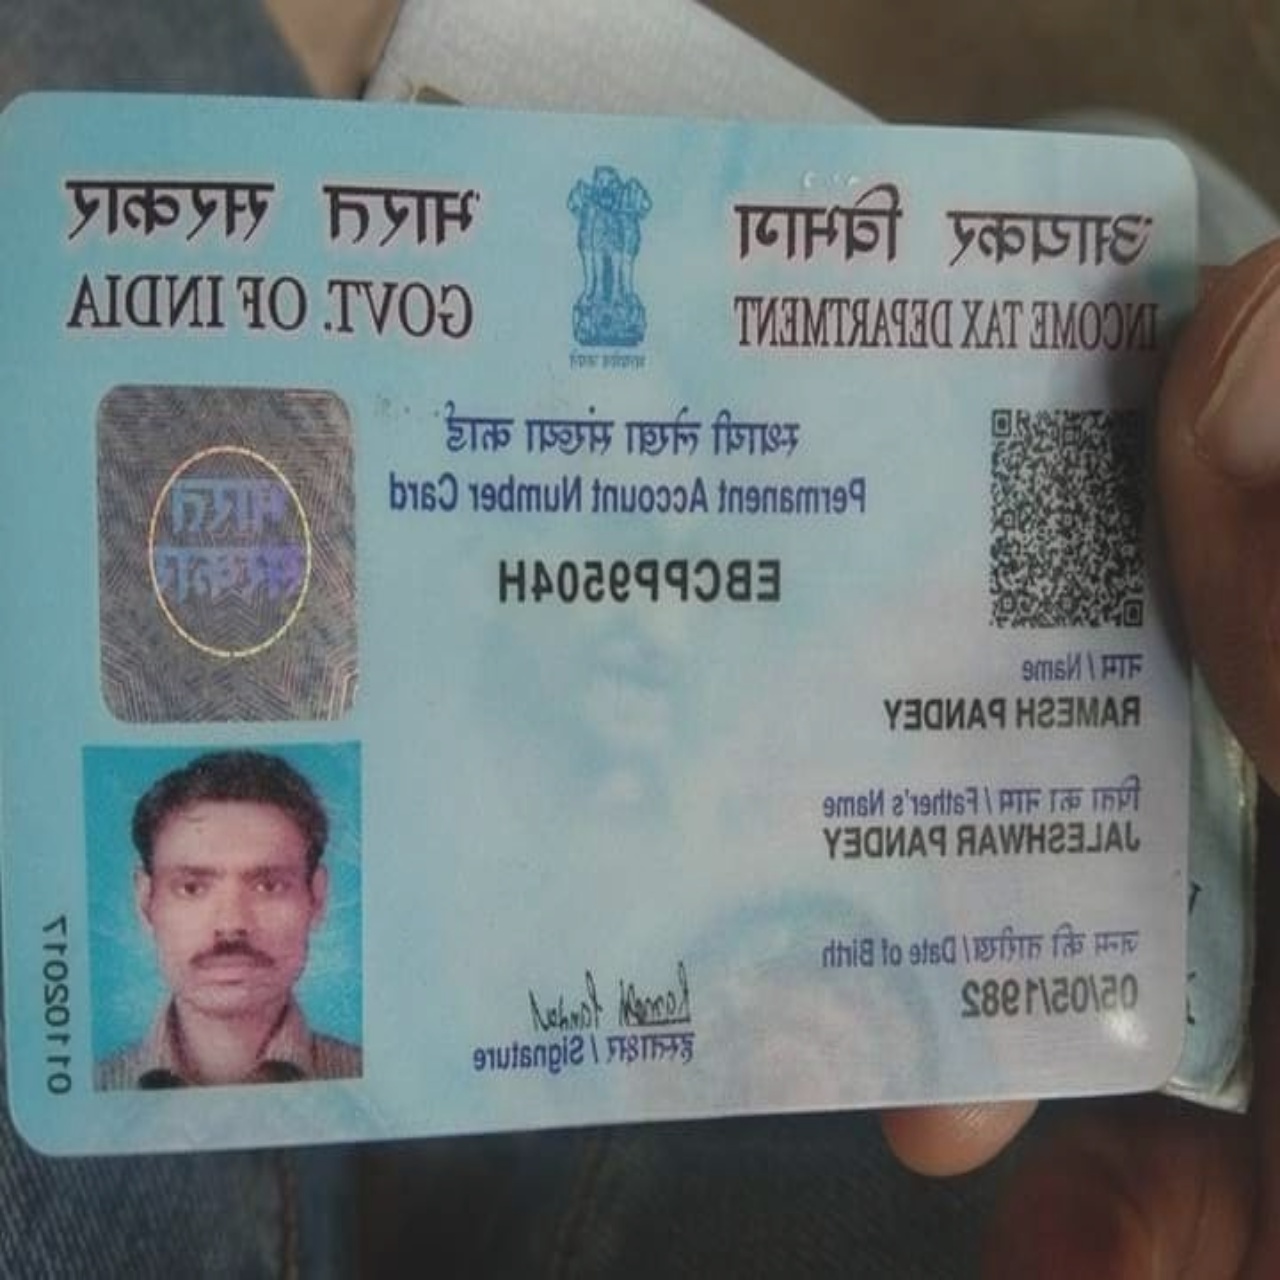 आयकर विभाग
INCOME TAX DEPARTMENT
भारत सरकार
GOVT. OF INDIA
सत्यमेव जयते
स्थायी लेखा संख्या कार्ड
Permanent Account Number Card
EBCPP9504H
भारत
सरकार
नाम / Name
RAMESH PANDEY
पिता का नाम / Father's Name
JALESHWAR PANDEY
जन्म की तारीख / Date of Birth
05/05/1982
Ramesh Pandey
हस्ताक्षर / Signature
01102017